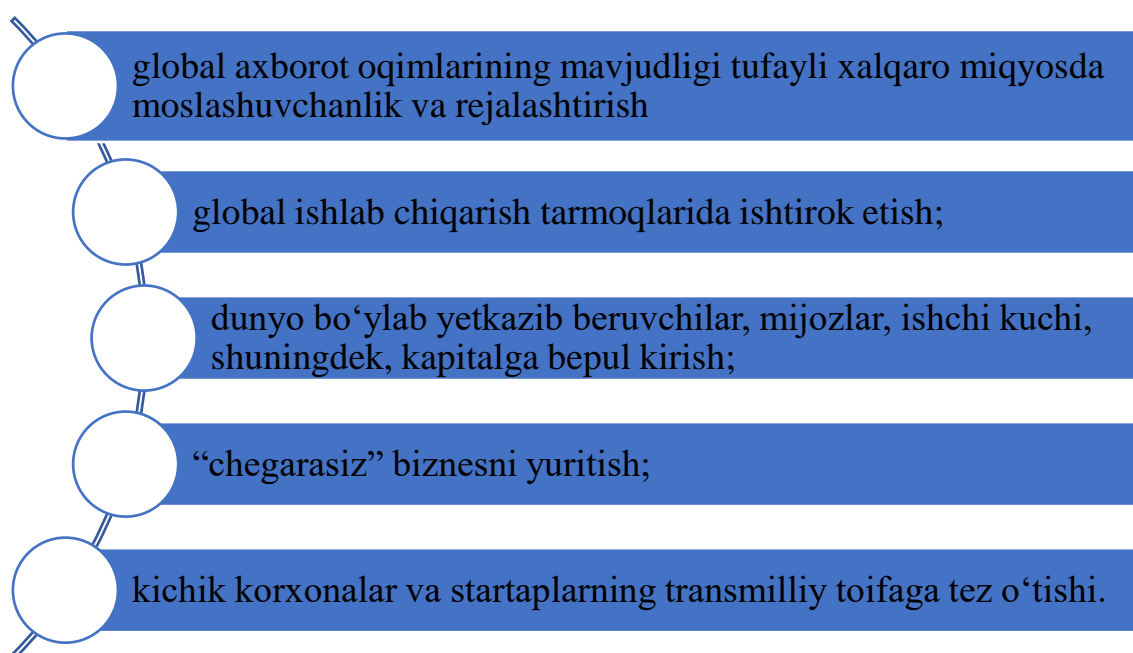 global axborot oqimlarining mavjudligi tufayli xalqaro miqyosda
moslashuvchanlik va rejalashtirish
global ishlab chiqarish tarmoqlarida ishtirok etish;
dunyo bo‘ylab yetkazib beruvchilar, mijozlar, ishchi kuchi,
shuningdek, kapitalga bepul kirish;
“chegarasiz” biznesni yuritish;
kichik korxonalar va startaplarning transmilliy toifaga tez o‘tishi.